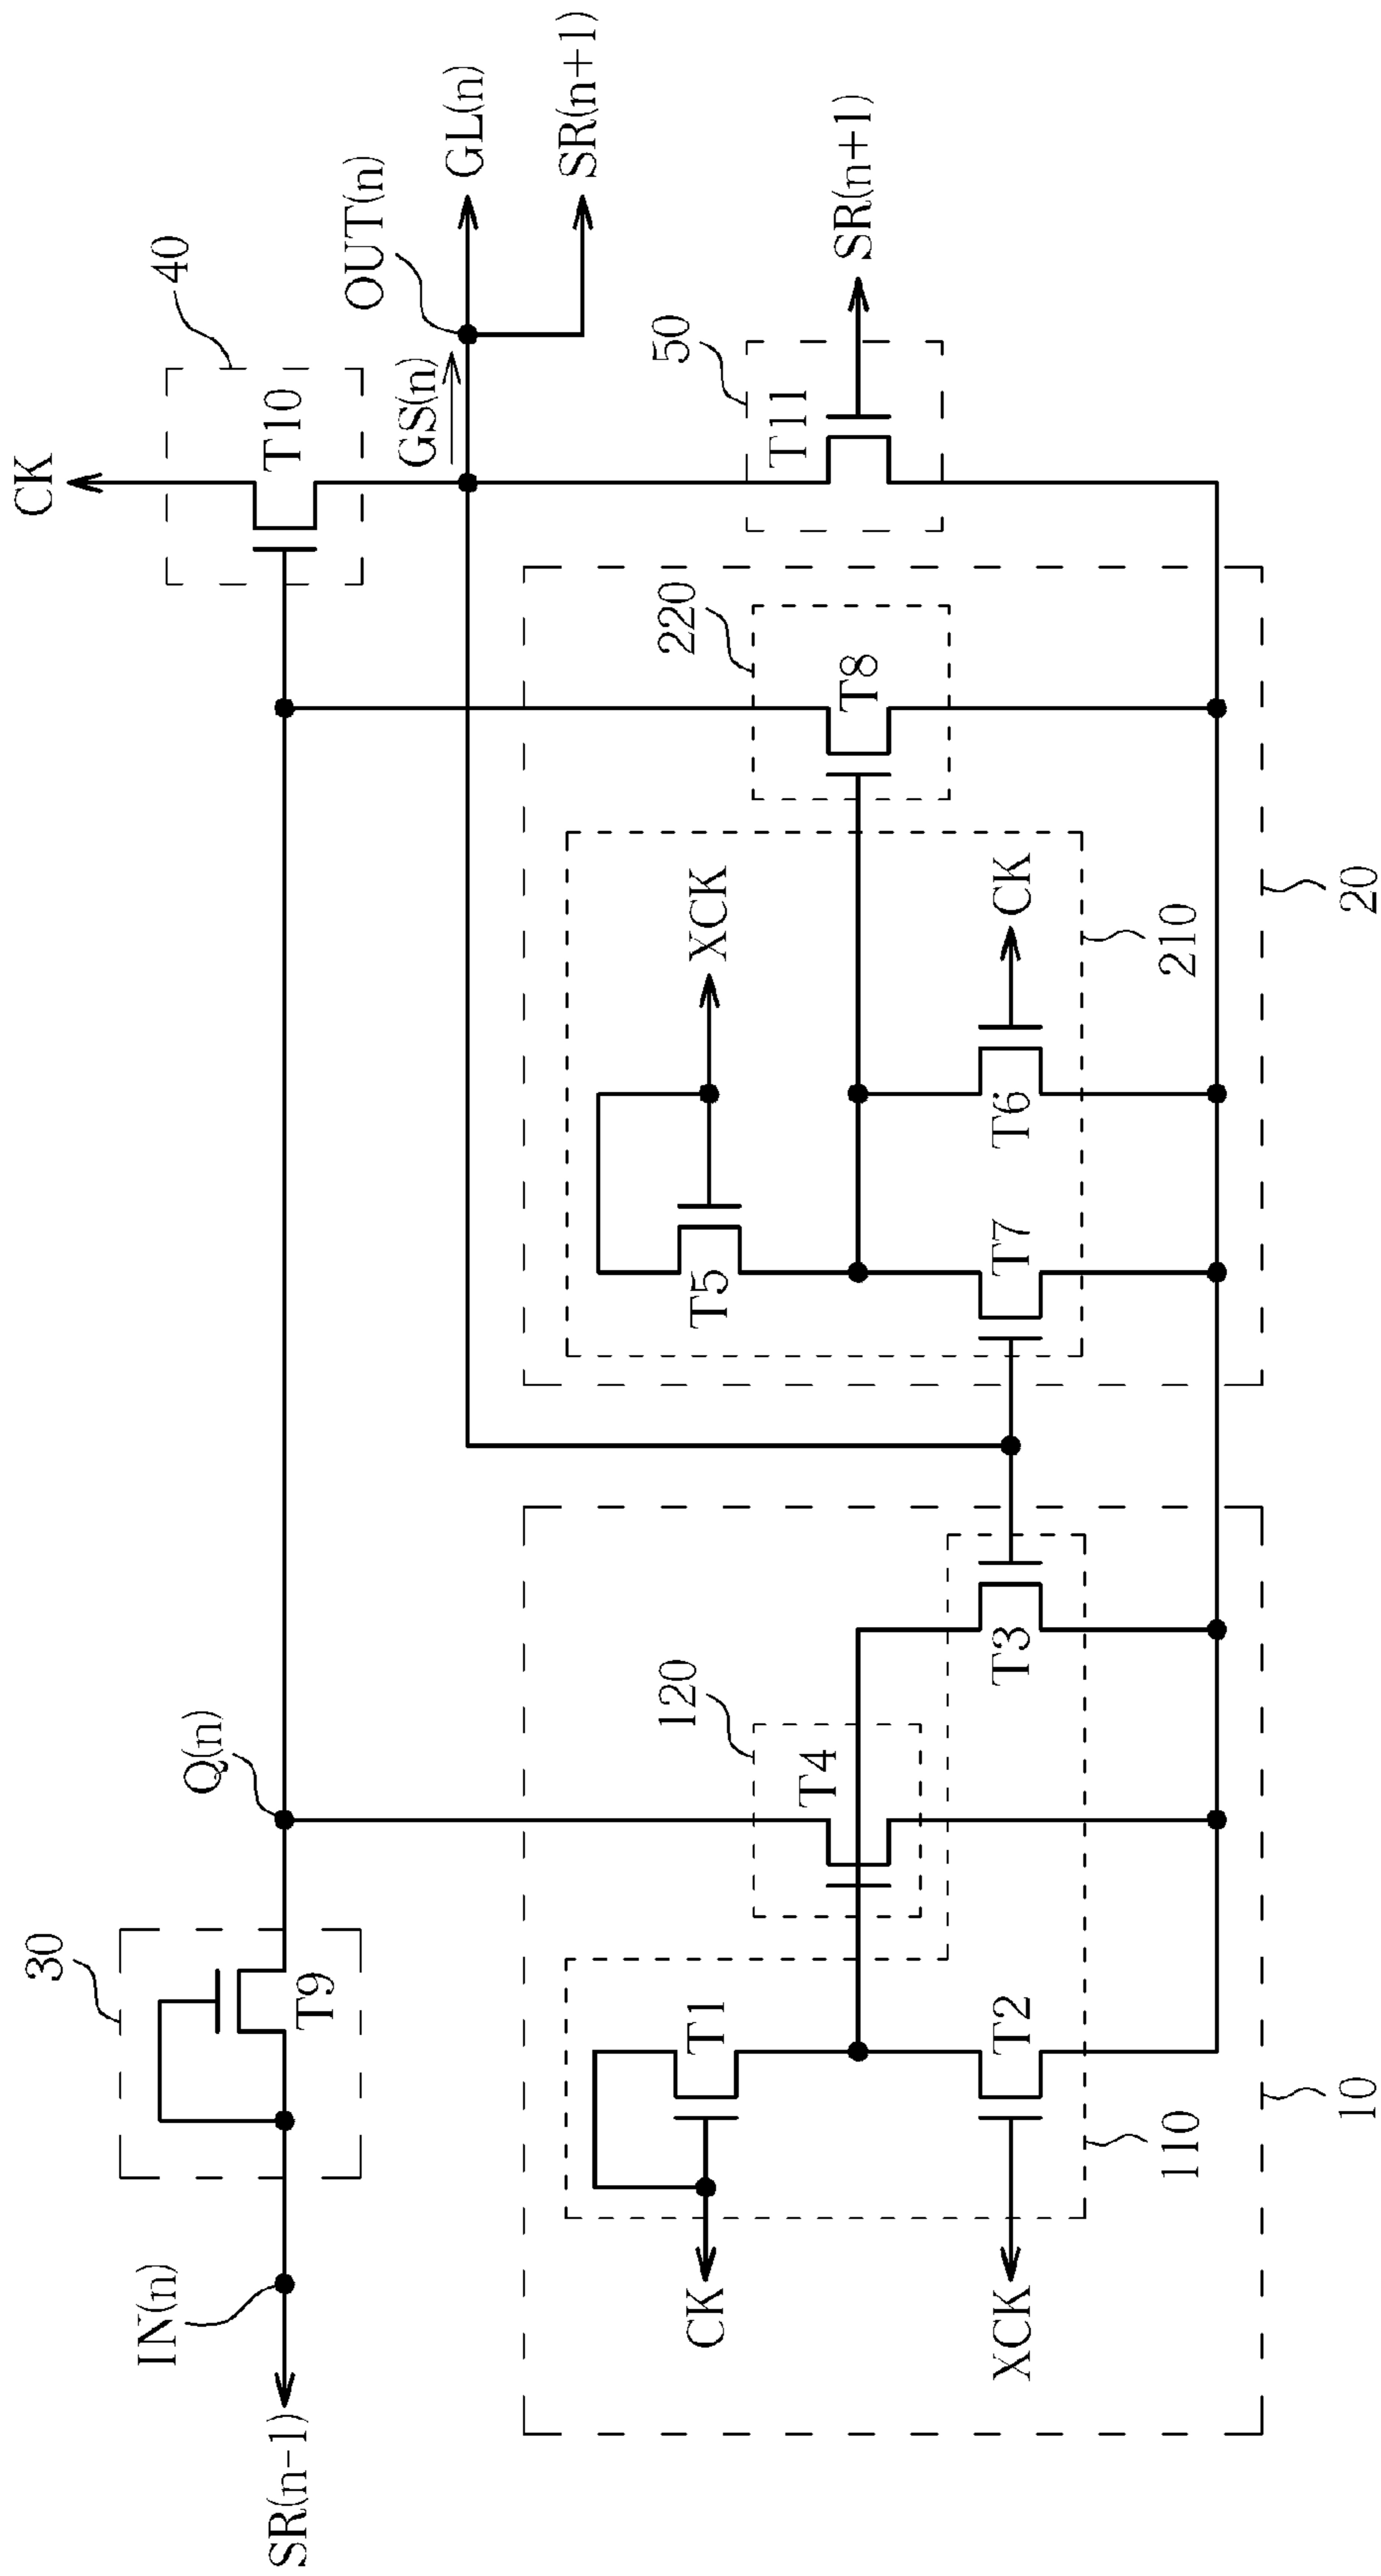 CK
40
T10
OUT(n)
GL(n)
SR(n+1)
GS(n)
30
T9
Q(n)
IN(n)
SR(n-1)
50
T11
SR(n+1)
220
T8
XCK
T5
T7
T6
CK
210
20
120
T4
T3
T1
T2
CK
XCK
110
10